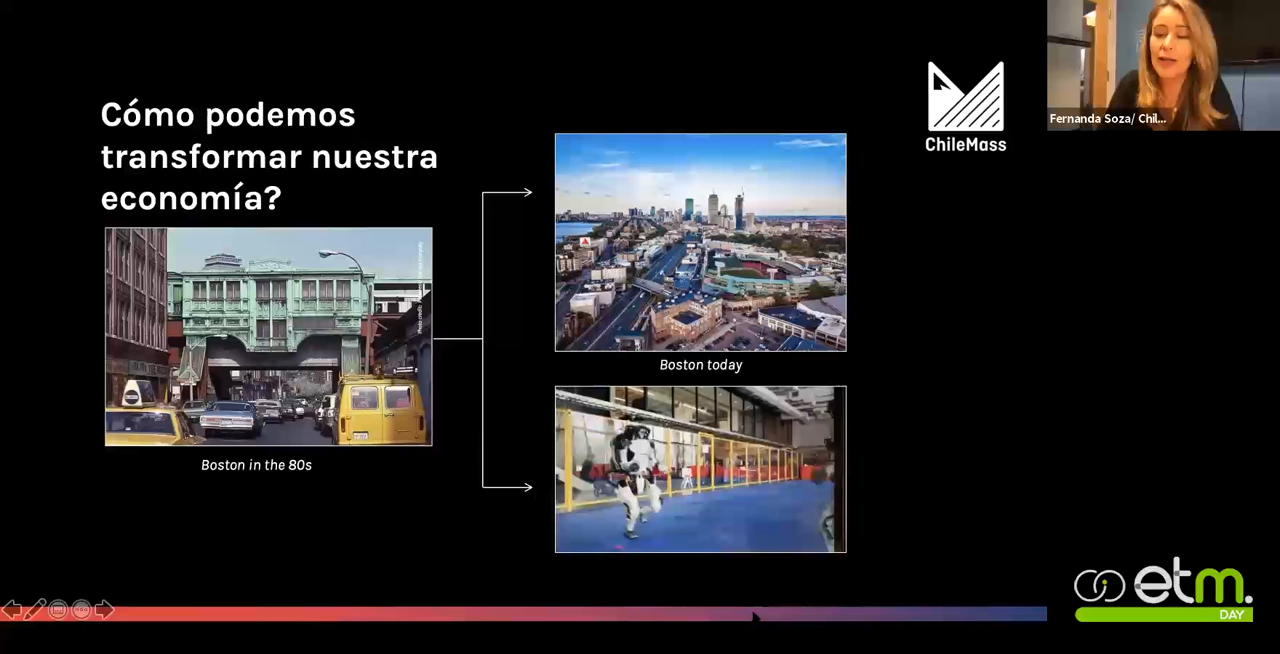 Cómo podemos
transformar nuestra
economía?
ChileMass
Fernanda Soza/ Chil...
Boston in the 80s
Boston today
etm.
DAY